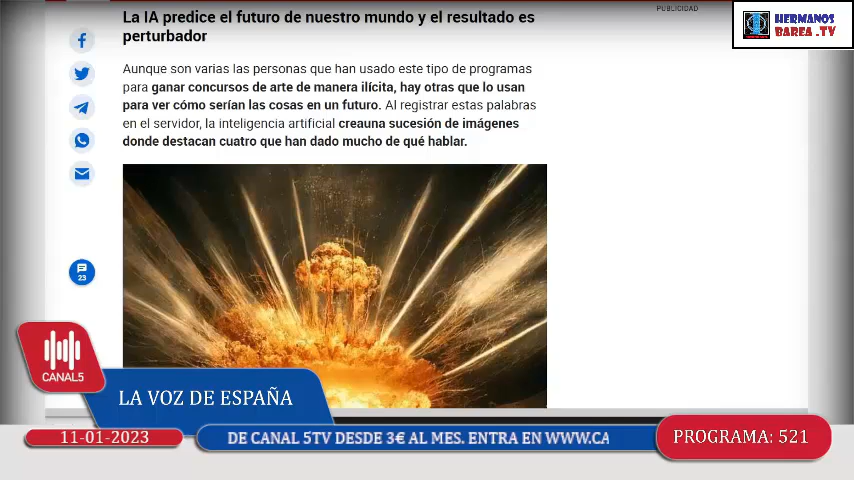 PUBLICIDAD
HERMANOS
BAREA .TV
La IA predice el futuro de nuestro mundo y el resultado es
perturbador
Aunque son varias las personas que han usado este tipo de programas
para ganar concursos de arte de manera ilícita, hay otras que lo usan
para ver cómo serían las cosas en un futuro. Al registrar estas palabras
en el servidor, la inteligencia artificial creauna sucesión de imágenes
donde destacan cuatro que han dado mucho de qué hablar.
23
CANAL5
LA VOZ DE ESPAÑA
11-01-2023
DE CANAL 5TV DESDE 3€ AL MES. ENTRA EN WWW.CA
PROGRAMA: 521